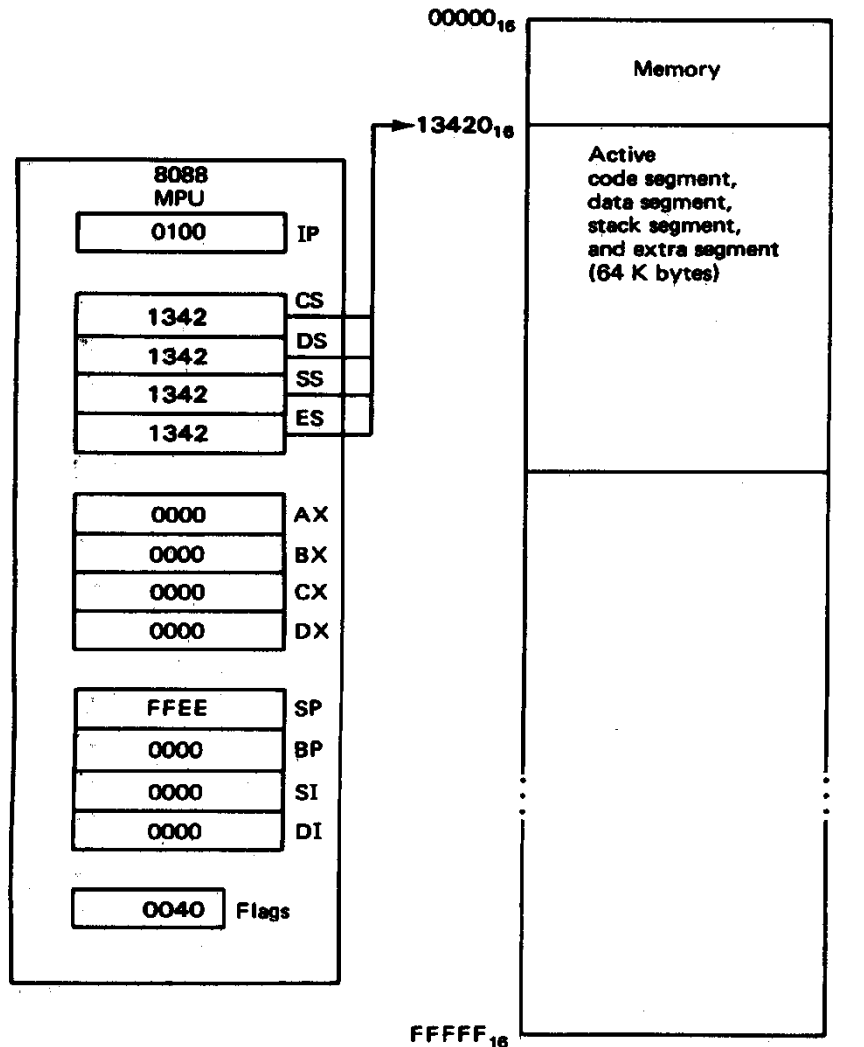 00000₁₆
Memory
13420₁₆
Active
code segment,
data segment,
stack segment,
and extra segment
(64 K bytes)
8088
MPU
0100 IP
1342 CS
1342 DS
1342 SS
1342 ES
0000 AX
0000 BX
0000 CX
0000 DX
FFEE SP
0000 BP
0000 SI
0000 DI
0040 Flags
FFFFF₁₆